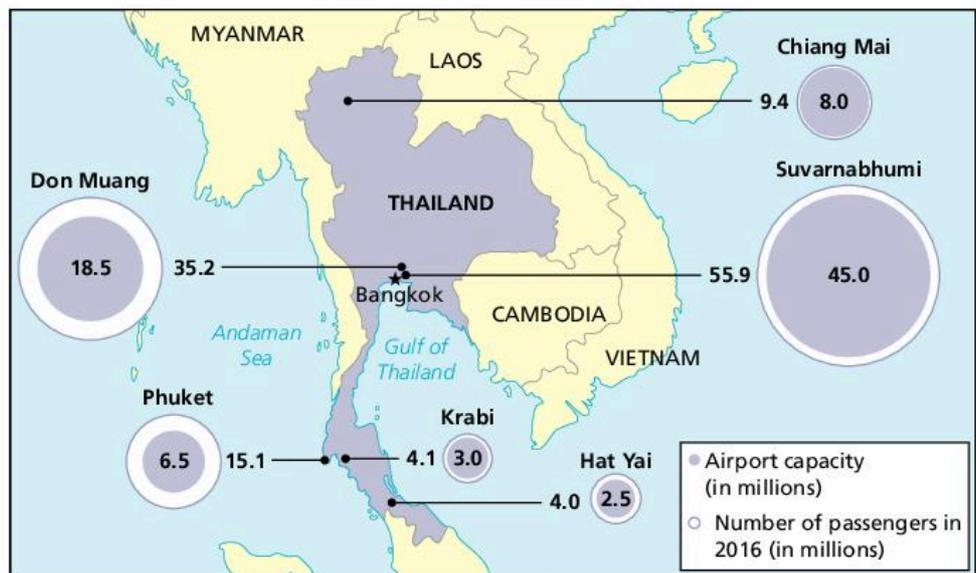 MYANMAR
LAOS
Chiang Mai
9.4
8.0
Don Muang
18.5
35.2
THAILAND
Suvarnabhumi
55.9
45.0
Bangkok
CAMBODIA
Andaman
Sea
Gulf of
Thailand
VIETNAM
Phuket
6.5
15.1
Krabi
4.1
3.0
Hat Yai
4.0
2.5
Airport capacity
(in millions)
Number of passengers in
2016 (in millions)